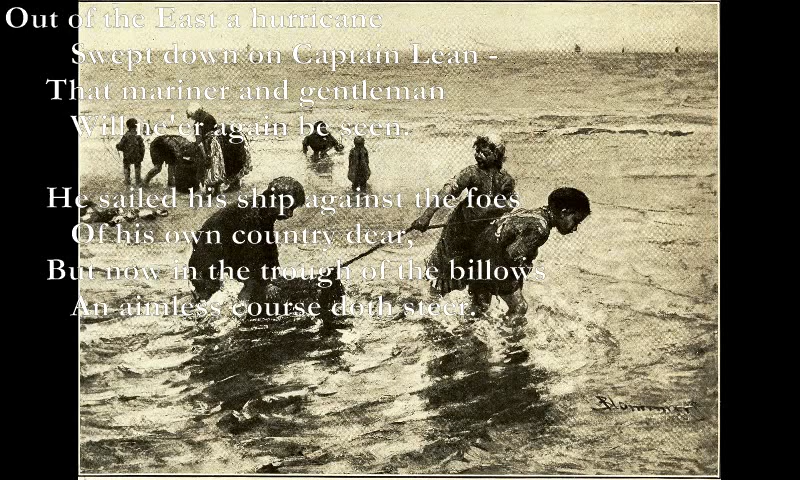 Out of the East a hurricane
Swept down on Captain Lean -
That mariner and gentleman
Will ne'er again be seen.
He sailed his ship against the foes
Of his own country dear,
But now in the trough of the billows
An aimless course doth steer.
Blommers